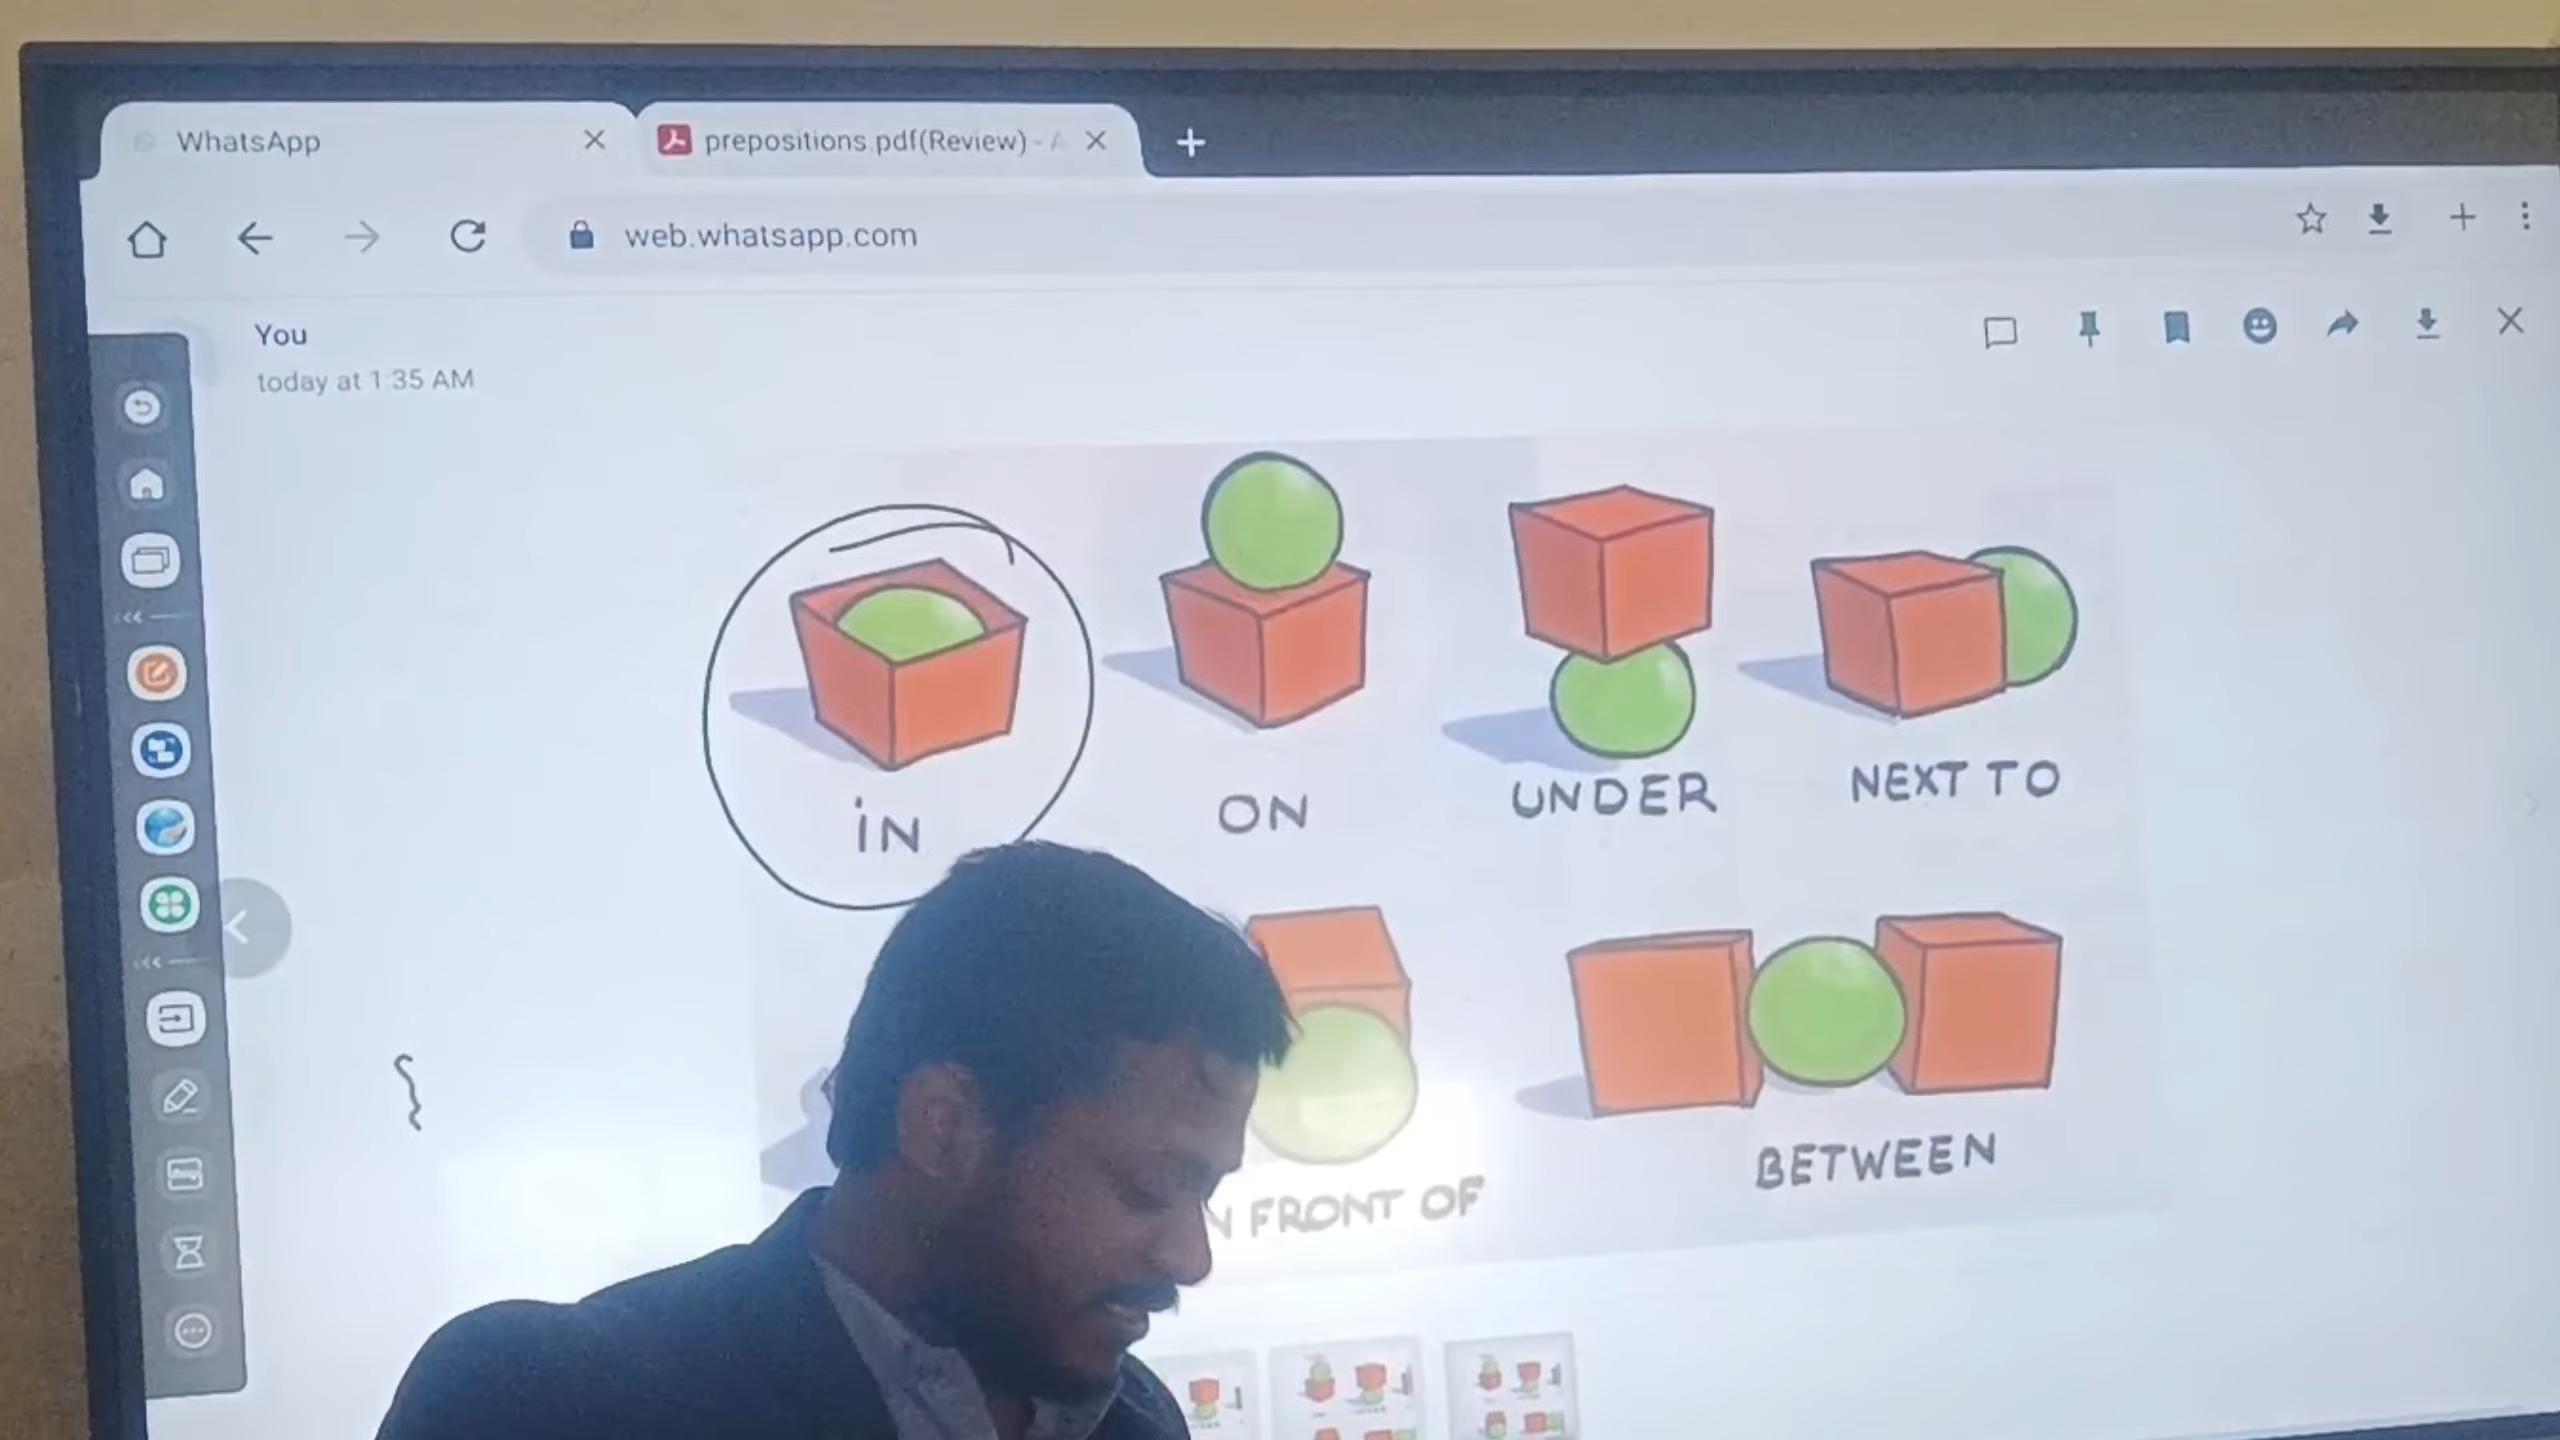 WhatsApp
prepositions.pdf(Review) - A
web.whatsapp.com
You
today at 1:35 AM
iN
ON
UNDER
NEXT TO
N FRONT OF
BETWEEN